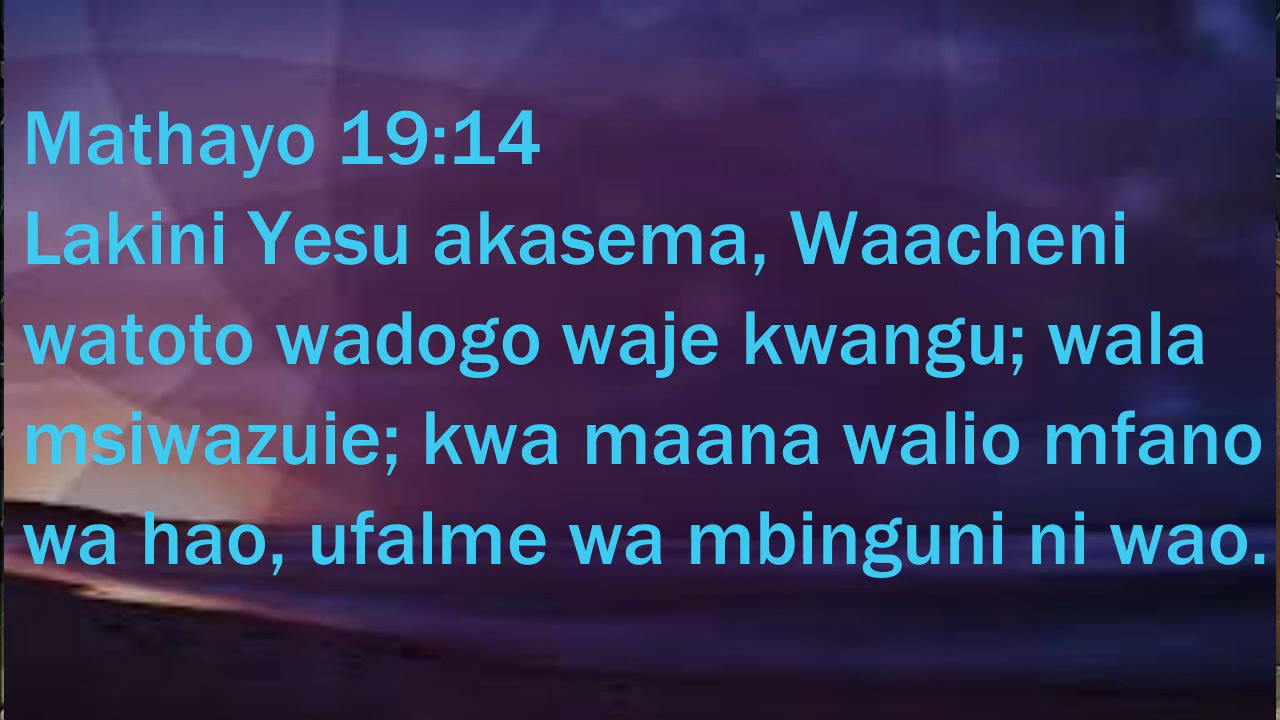 Mathayo 19:14
Lakini Yesu akasema, Waacheni
watoto wadogo waje kwangu; wala
msiwazuie; kwa maana walio mfano
wa hao, ufalme wa mbinguni ni wao.